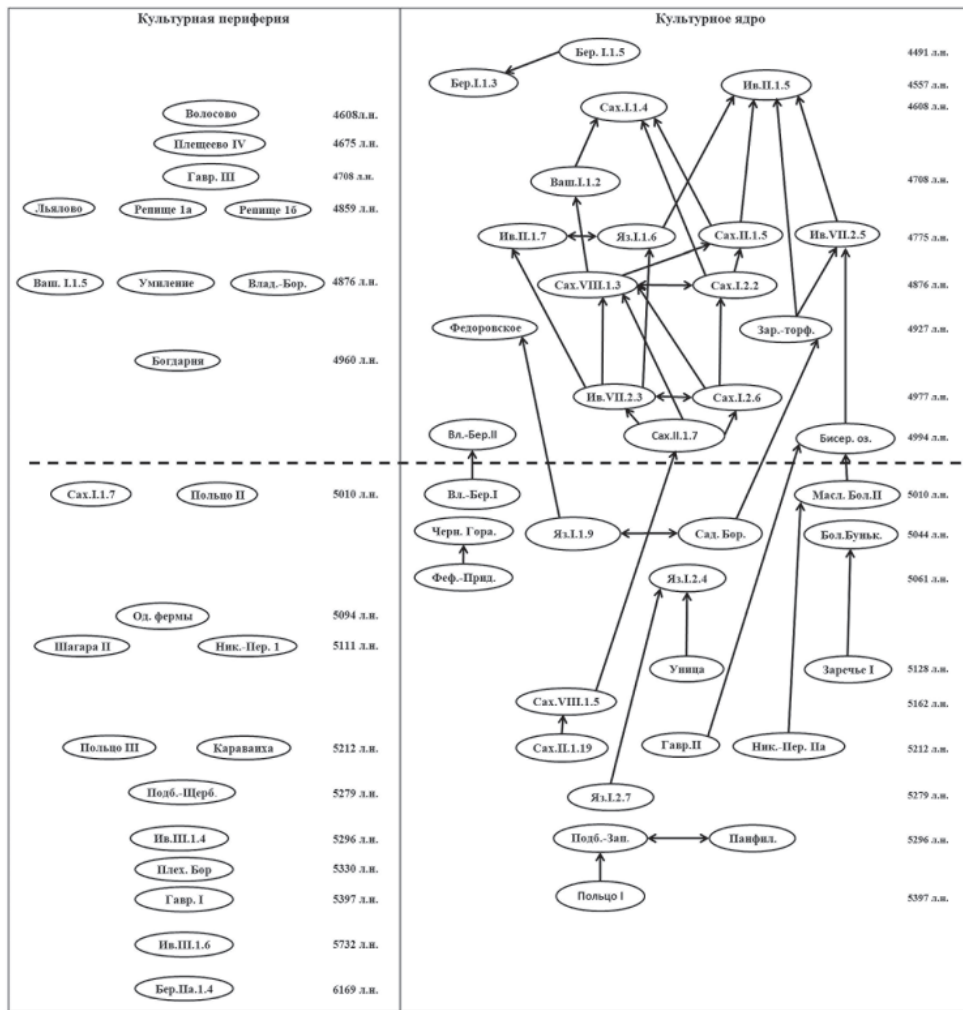 Культурная периферия
Культурное ядро
Бер. I.1.5
4491 л.н.
Бер.I.1.3
Ив.II.1.5
4557 л.н.
Волосово
4608л.н.
Сах.I.1.4
4608 л.н.
Плещеево IV
4675 л.н.
Гавр. III
4708 л.н.
Ваш.I.1.2
4708 л.н.
Льялово
Репище 1а
Репище 1б
4859 л.н.
Ив.II.1.7
Яз.I.1.6
Сах.II.1.5
Ив.VII.2.5
4775 л.н.
Ваш. I.1.5
Умиление
Влад.-Бор.
4876 л.н.
Сах.VIII.1.3
Сах.I.2.2
4876 л.н.
Федоровское
Зар.-торф.
4927 л.н.
Богдарня
4960 л.н.
Ив.VII.2.3
Сах.I.2.6
4977 л.н.
Вл.-Бер.II
Сах.II.1.7
Бисер. оз.
4994 л.н.
Сах.I.1.7
Польцо II
5010 л.н.
Вл.-Бер.I
Масл. Бол.II
5010 л.н.
Черн. Гора.
Яз.I.1.9
Сад. Бор.
Бол.Буньк.
5044 л.н.
Феф.-Прид.
Яз.I.2.4
5061 л.н.
Од. фермы
5094 л.н.
Шагара II
Ник.-Пер. 1
5111 л.н.
Уница
Заречье I
5128 л.н.
Сах.VIII.1.5
5162 л.н.
Польцо III
Караваиха
5212 л.н.
Сах.II.1.19
Гавр.II
Ник.-Пер. IIа
5212 л.н.
Подб.-Щерб.
5279 л.н.
Яз.I.2.7
5279 л.н.
Ив.III.1.4
5296 л.н.
Подб.-Зап.
Панфил.
5296 л.н.
Плех. Бор
5330 л.н.
Гавр. I
5397 л.н.
Польцо I
5397 л.н.
Ив.III.1.6
5732 л.н.
Бер.IIа.1.4
6169 л.н.